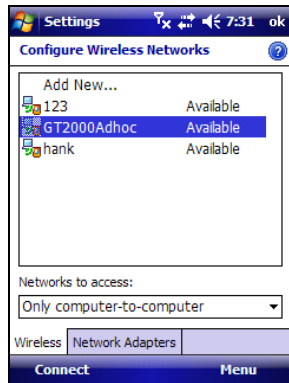 Settings 7:31 ok
Configure Wireless Networks ?
Add New...
123 Available
GT2000Adhoc Available
hank Available
Networks to access:
Only computer-to-computer
Wireless Network Adapters
Connect Menu